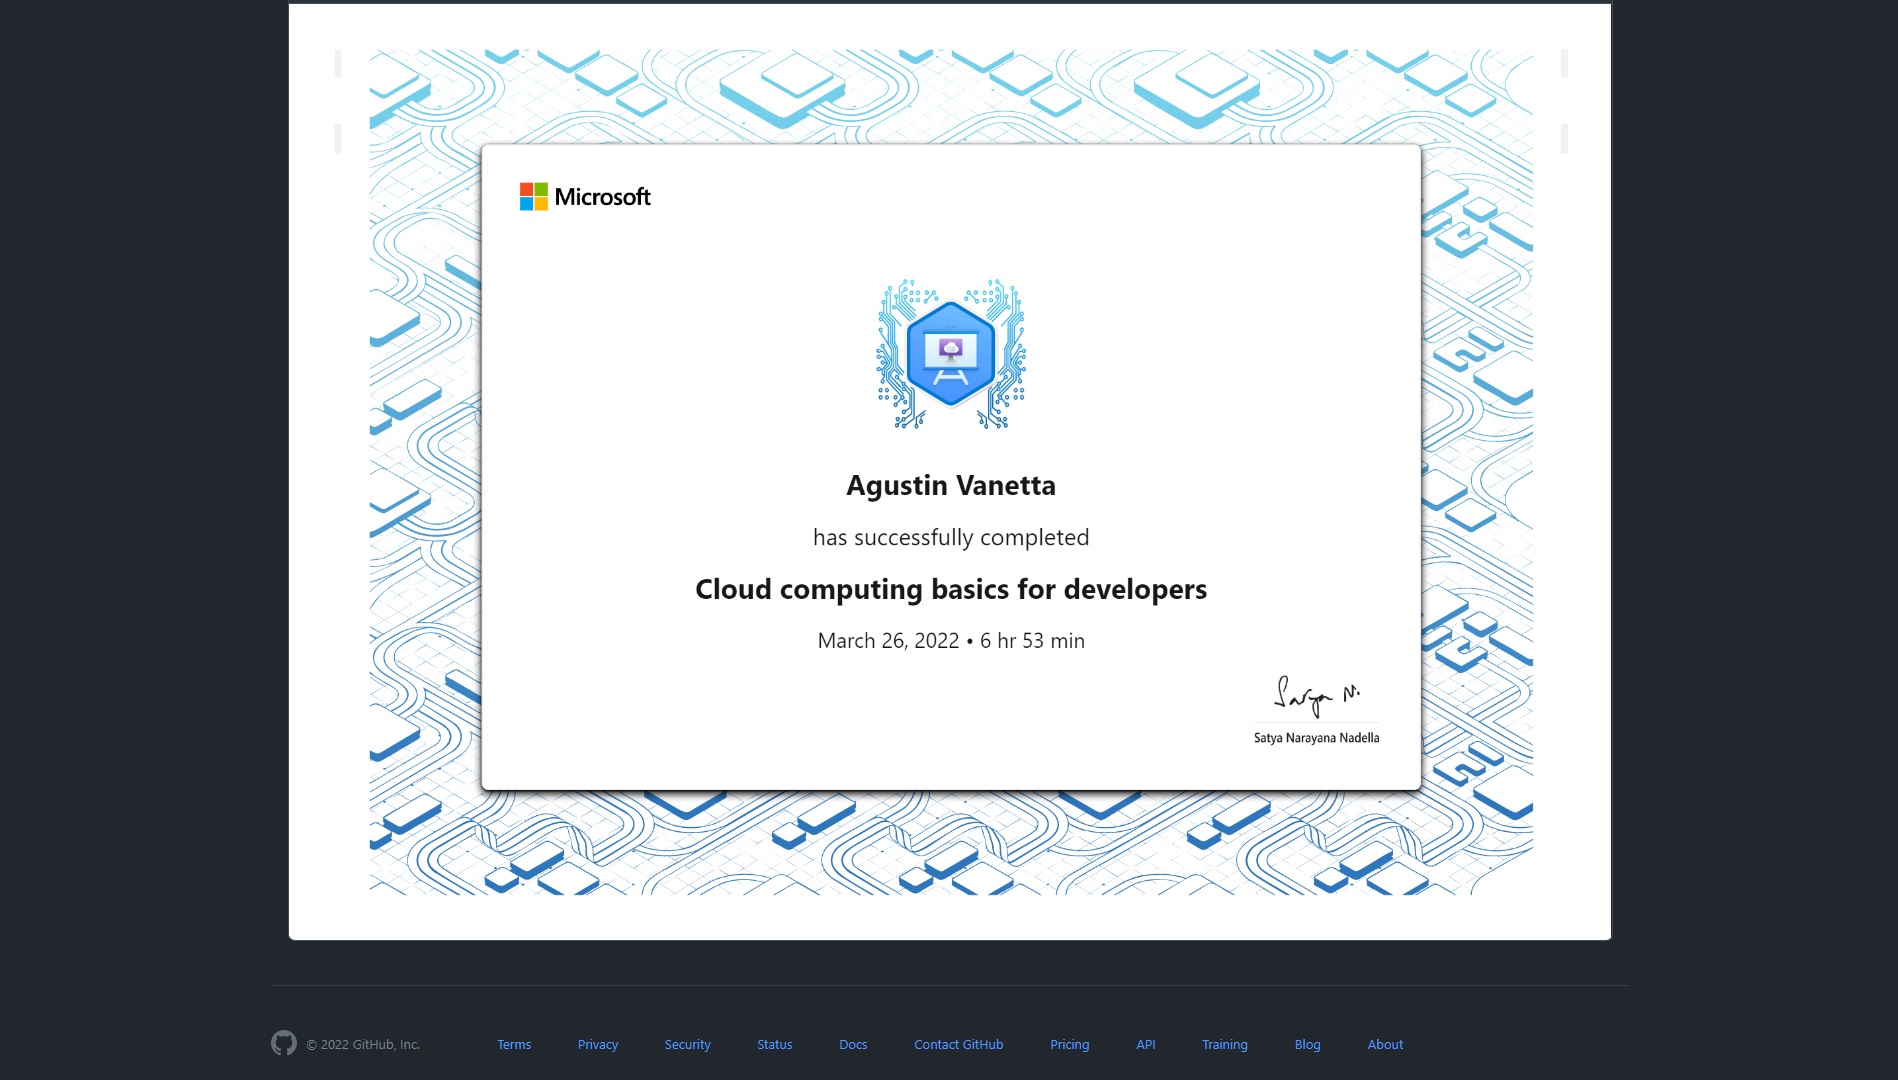 Microsoft
Agustin Vanetta
has successfully completed
Cloud computing basics for developers
March 26, 2022 • 6 hr 53 min
Satya N.
Satya Narayana Nadella
© 2022 GitHub, Inc. Terms Privacy Security Status Docs Contact GitHub Pricing API Training Blog About